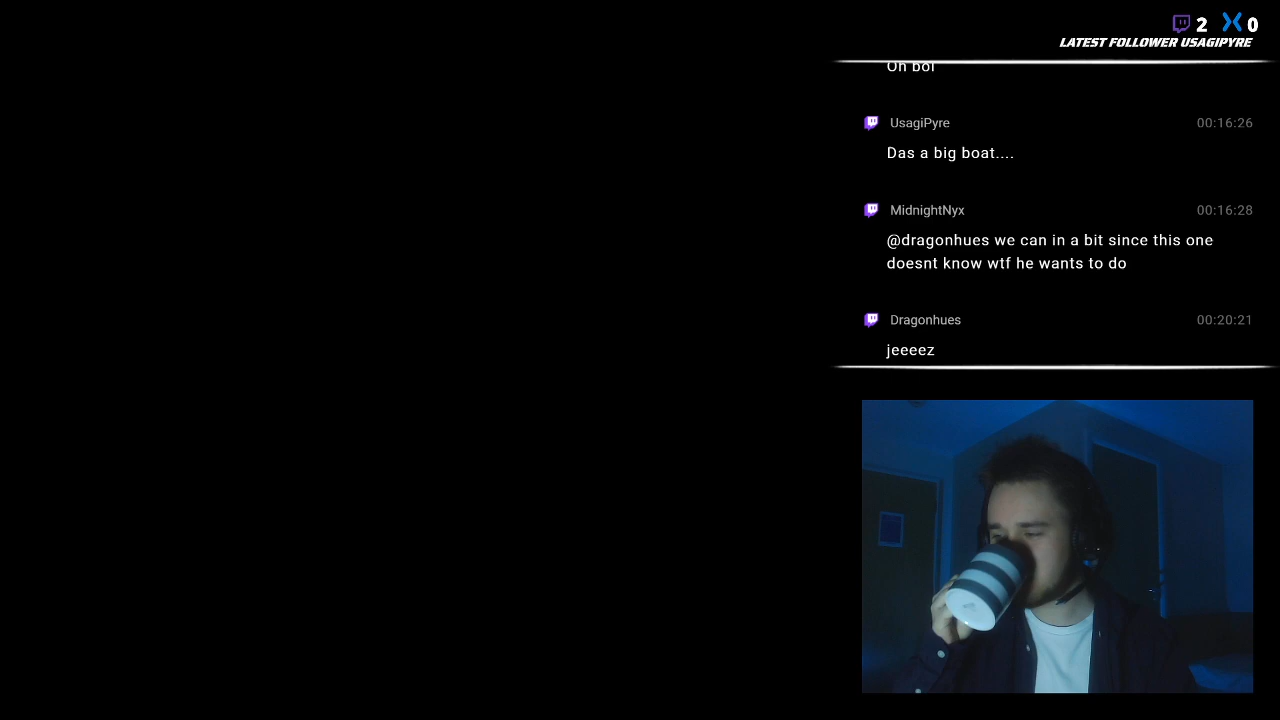 2 0
LATEST FOLLOWER USAGIPYRE
Oh boi
UsagiPyre 00:16:26
Das a big boat....
MidnightNyx 00:16:28
@dragonhues we can in a bit since this one
doesnt know wtf he wants to do
Dragonhues 00:20:21
jeeeez